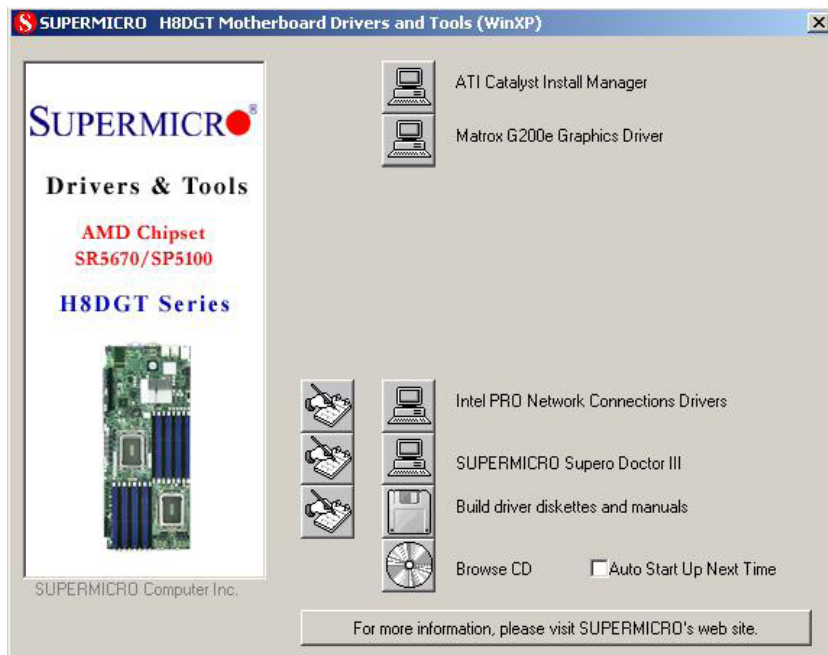 SUPERMICRO H8DGT Motherboard Drivers and Tools (WinXP)
SUPERMICRO®
Drivers & Tools
AMD Chipset
SR5670/SP5100
H8DGT Series
SUPERMICRO Computer Inc.
ATI Catalyst Install Manager
Matrox G200e Graphics Driver
Intel PRO Network Connections Drivers
SUPERMICRO Supero Doctor III
Build driver diskettes and manuals
Browse CD
Auto Start Up Next Time
For more information, please visit SUPERMICRO's web site.